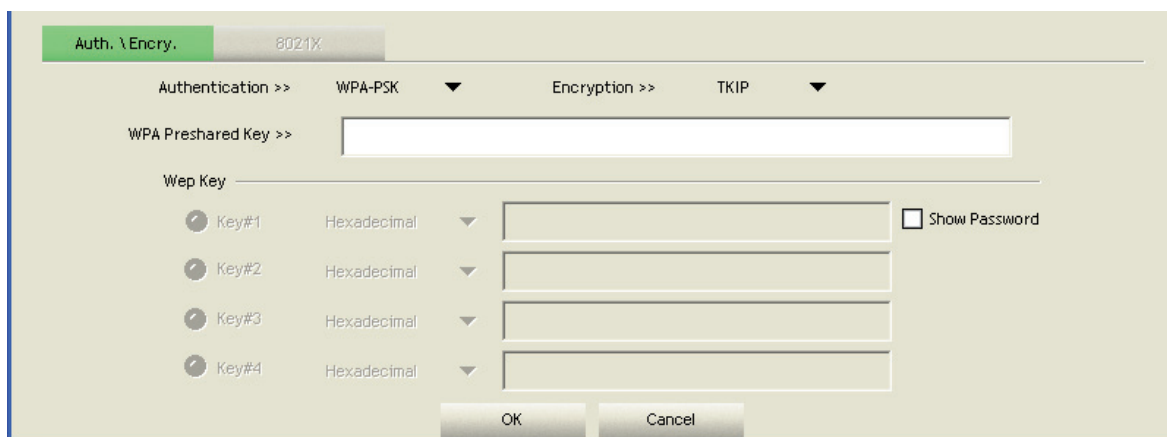 Auth. \ Encry. 8021X
Authentication >> WPA-PSK Encryption >> TKIP
WPA Preshared Key >>
Wep Key
Key#1 Hexadecimal Show Password
Key#2 Hexadecimal
Key#3 Hexadecimal
Key#4 Hexadecimal
OK Cancel